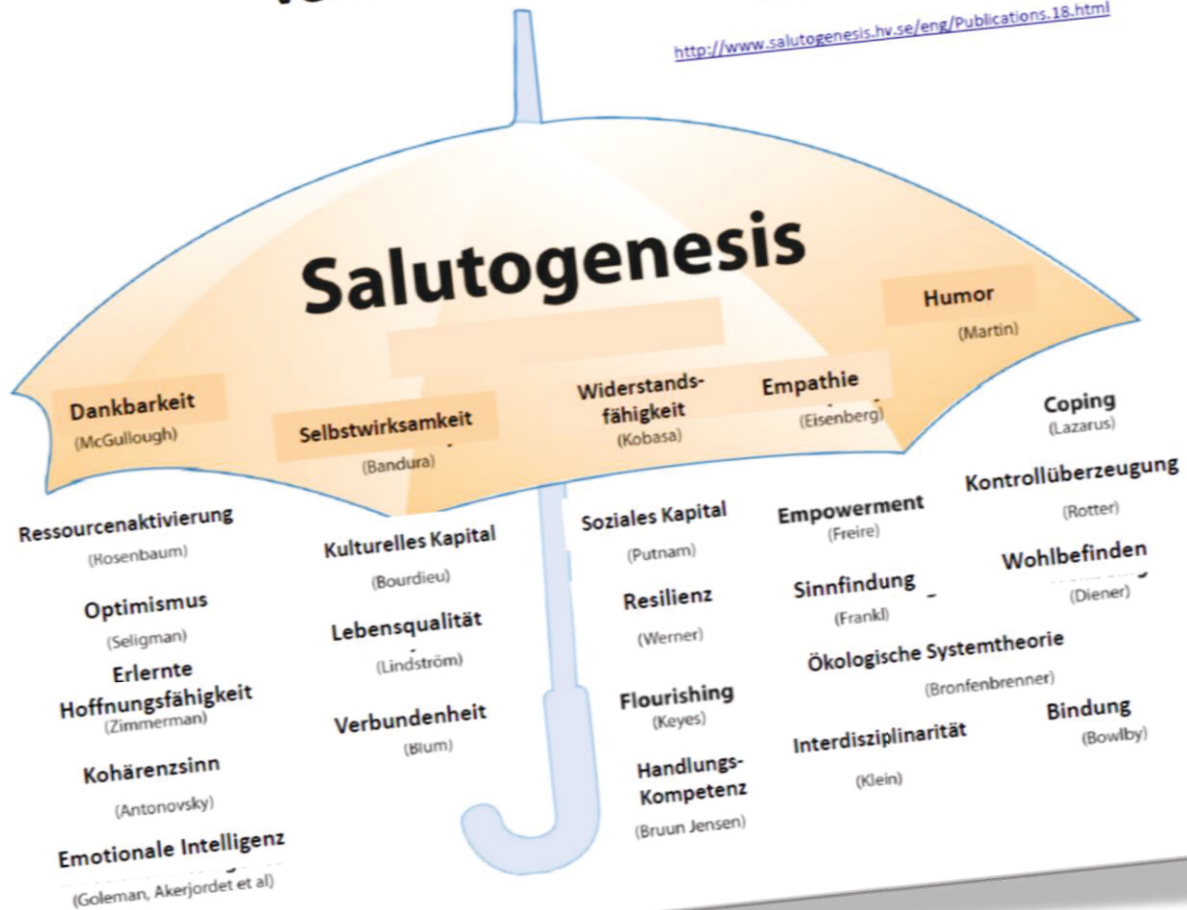 http://www.salutogenesis.hv.se/eng/Publications.18.html
Salutogenesis
Humor
(Martin)
Dankbarkeit
(McGullough)
Selbstwirksamkeit
(Bandura)
Widerstands-
fähigkeit
(Kobasa)
Empathie
(Eisenberg)
Coping
(Lazarus)
Ressourcenaktivierung
(Rosenbaum)
Optimismus
(Seligman)
Erlernte
Hoffnungsfähigkeit
(Zimmerman)
Kohärenzsinn
(Antonovsky)
Emotionale Intelligenz
(Goleman, Akerjordet et al)
Kulturelles Kapital
(Bourdieu)
Lebensqualität
(Lindström)
Verbundenheit
(Blum)
Soziales Kapital
(Putnam)
Resilienz
(Werner)
Flourishing
(Keyes)
Handlungs-
Kompetenz
(Bruun Jensen)
Empowerment
(Freire)
Sinnfindung
(Frankl)
Ökologische Systemtheorie
(Bronfenbrenner)
Interdisziplinarität
(Klein)
Kontrollüberzeugung
(Rotter)
Wohlbefinden
(Diener)
Bindung
(Bowlby)